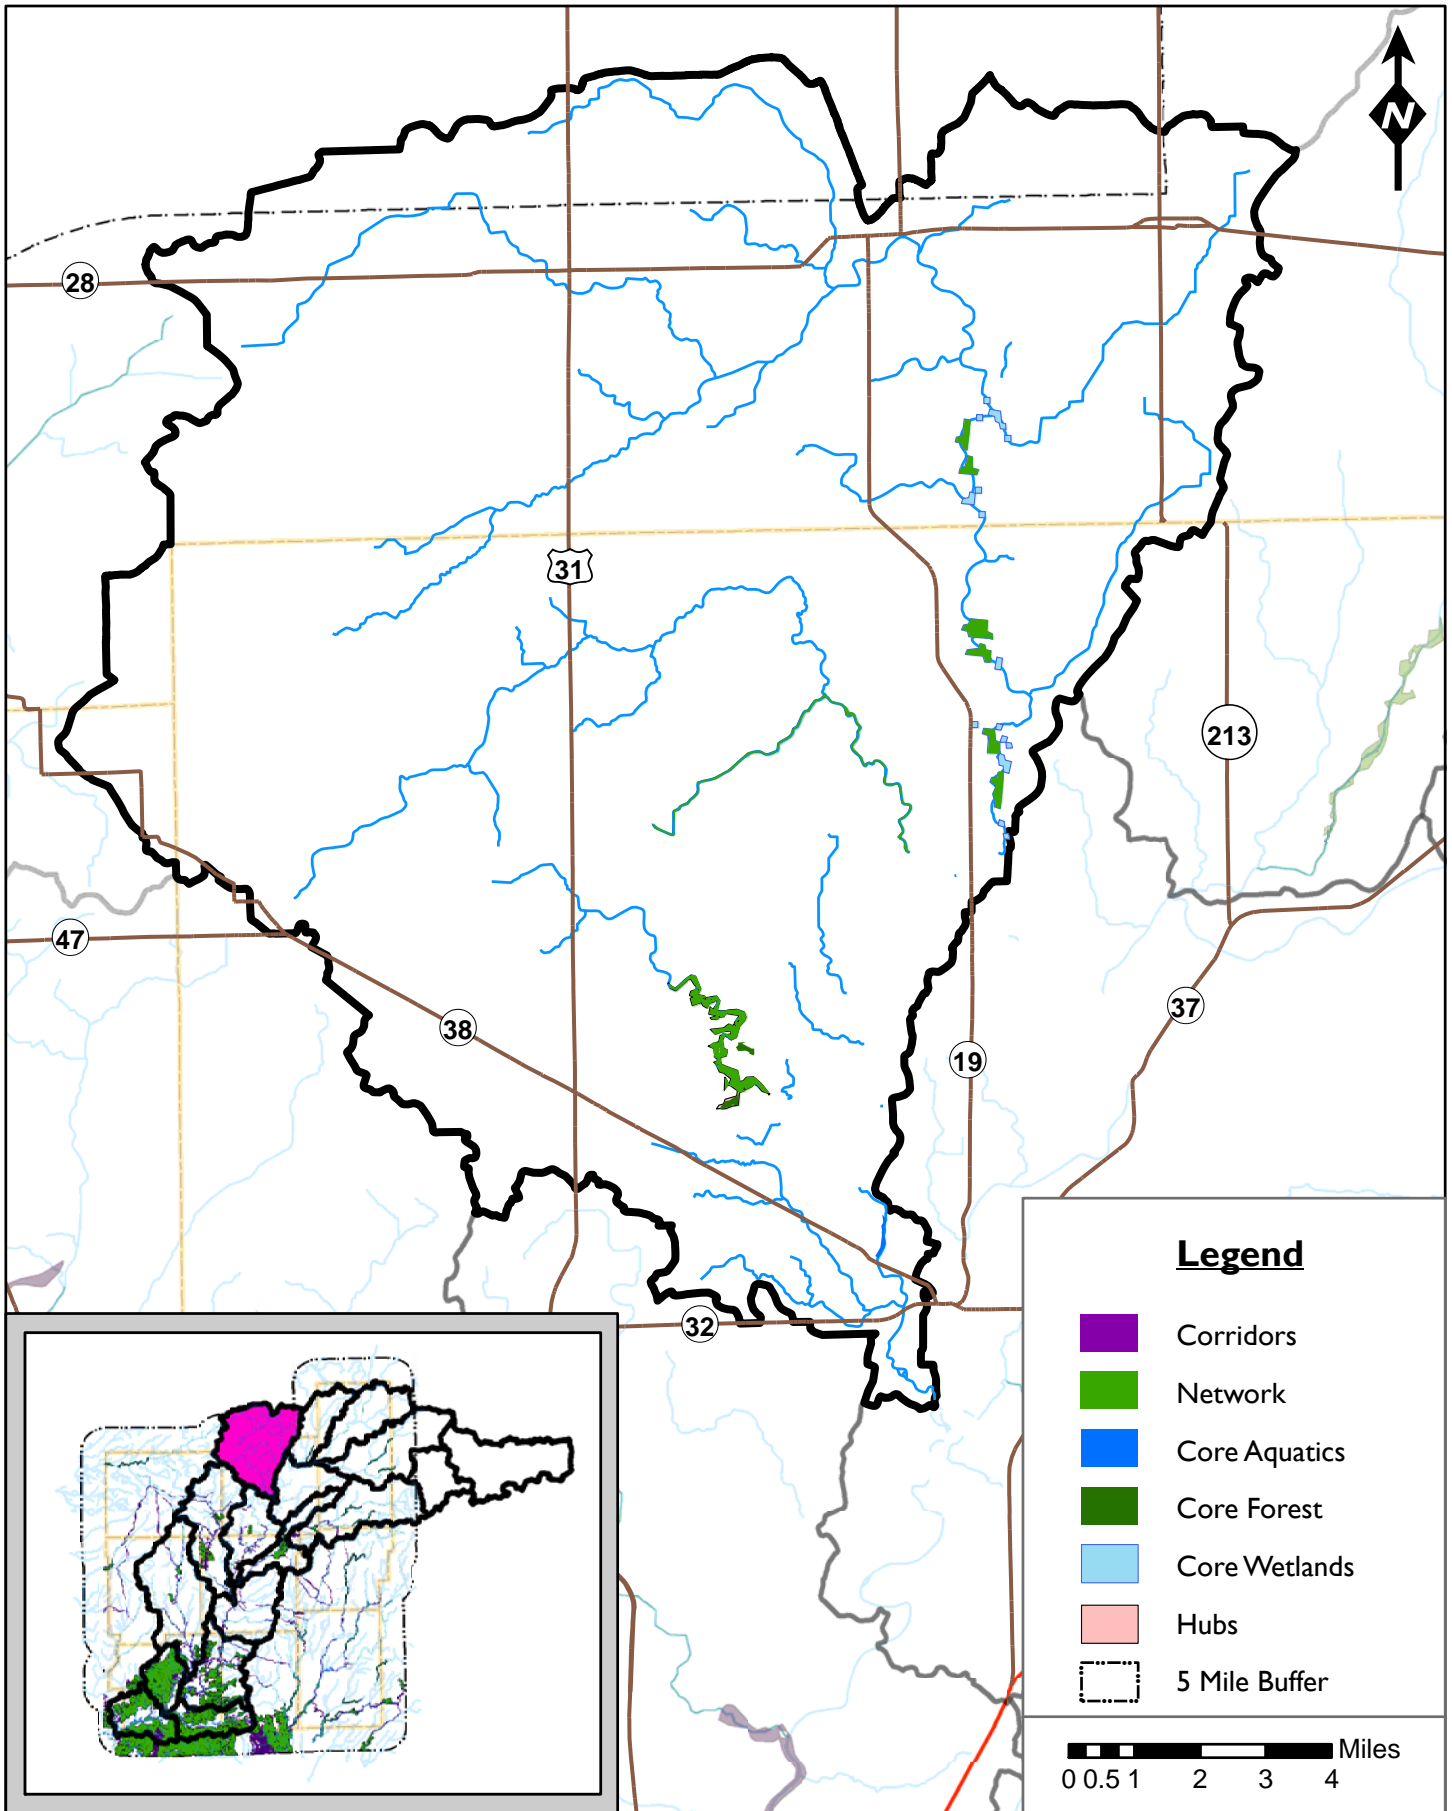 N
28
31
213
47
38
37
19
32
Legend
Corridors
Network
Core Aquatics
Core Forest
Core Wetlands
Hubs
5 Mile Buffer
Miles
0 0.5 1 2 3 4